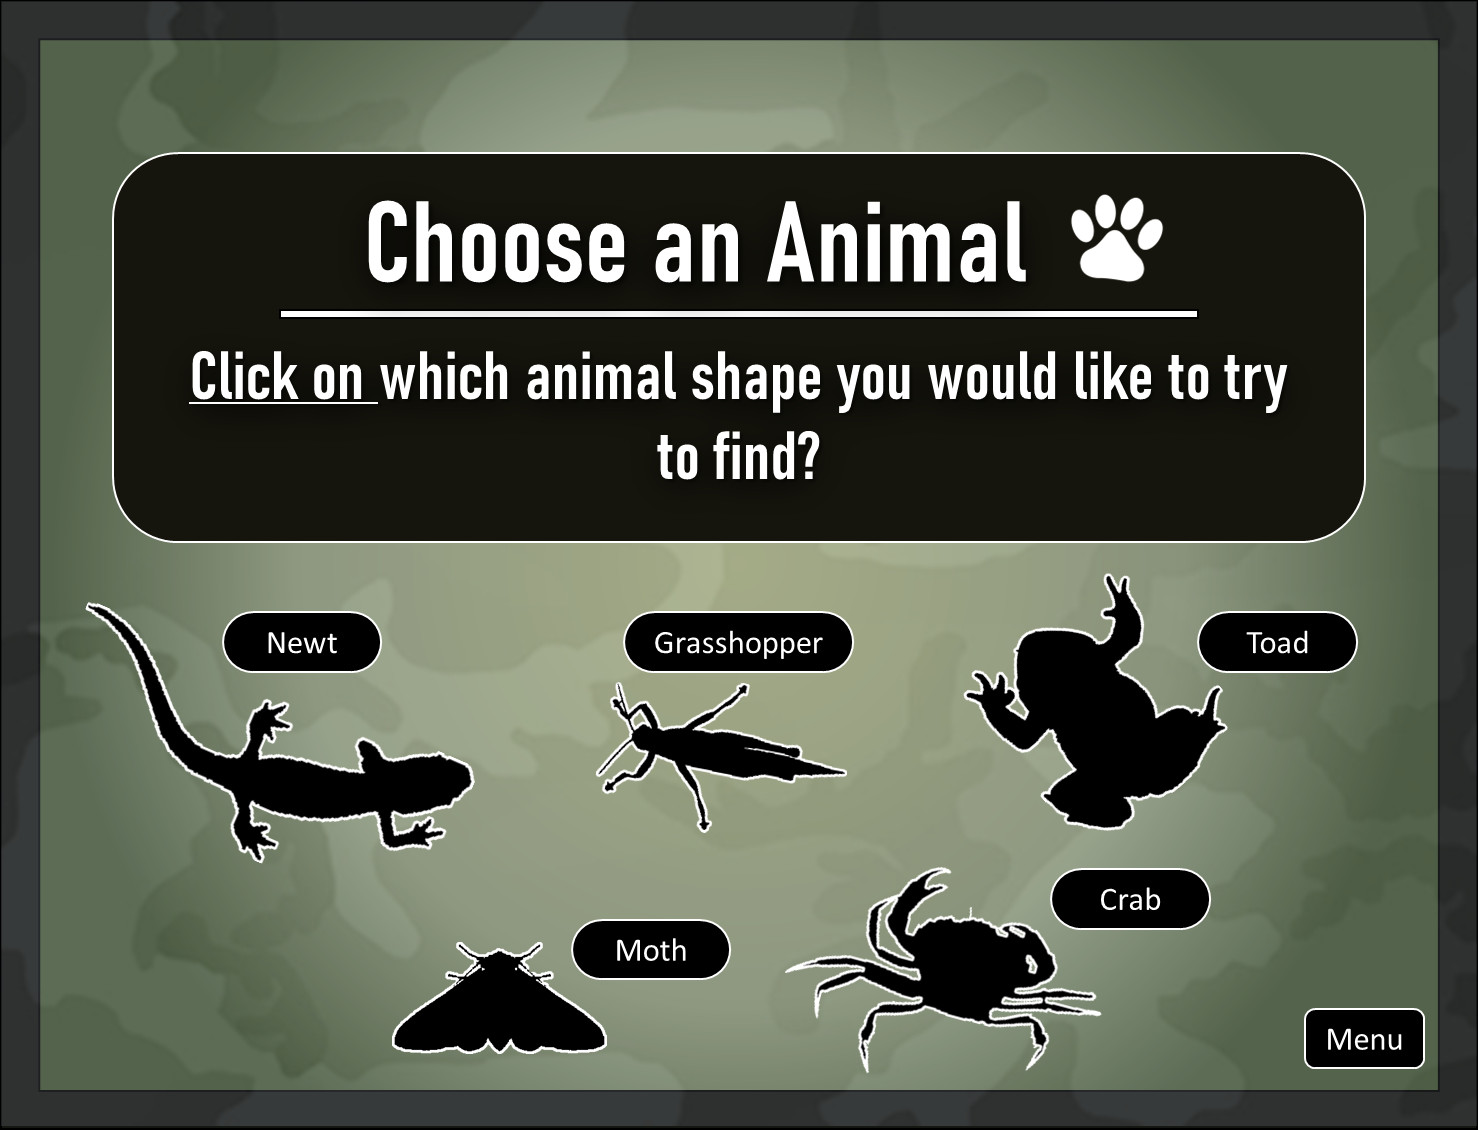 Choose an Animal
Click on which animal shape you would like to try
to find?
Newt
Grasshopper
Toad
Crab
Moth
Menu